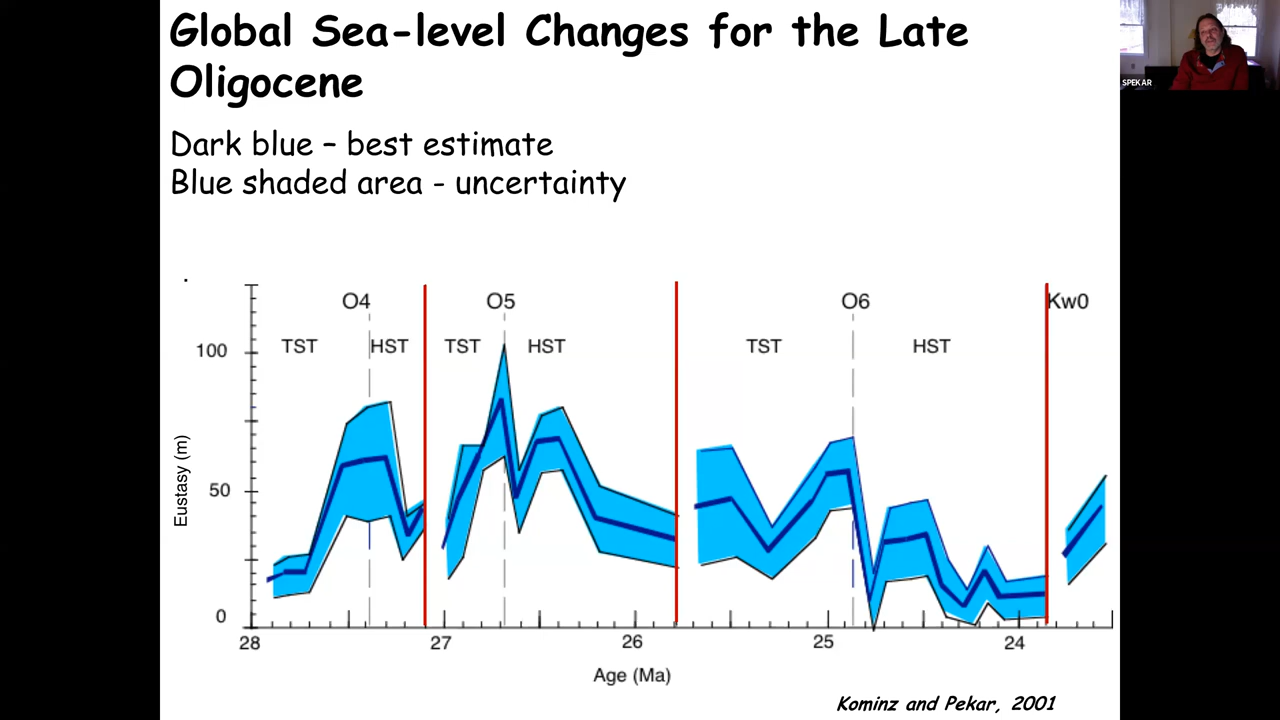 Global Sea-level Changes for the Late
Oligocene
SPEKAR
Dark blue – best estimate
Blue shaded area - uncertainty
O4 O5 O6 Kw0
TST HST TST HST TST HST
100
50
0
Eustasy (m)
28 27 26 25 24
Age (Ma)
Kominz and Pekar, 2001